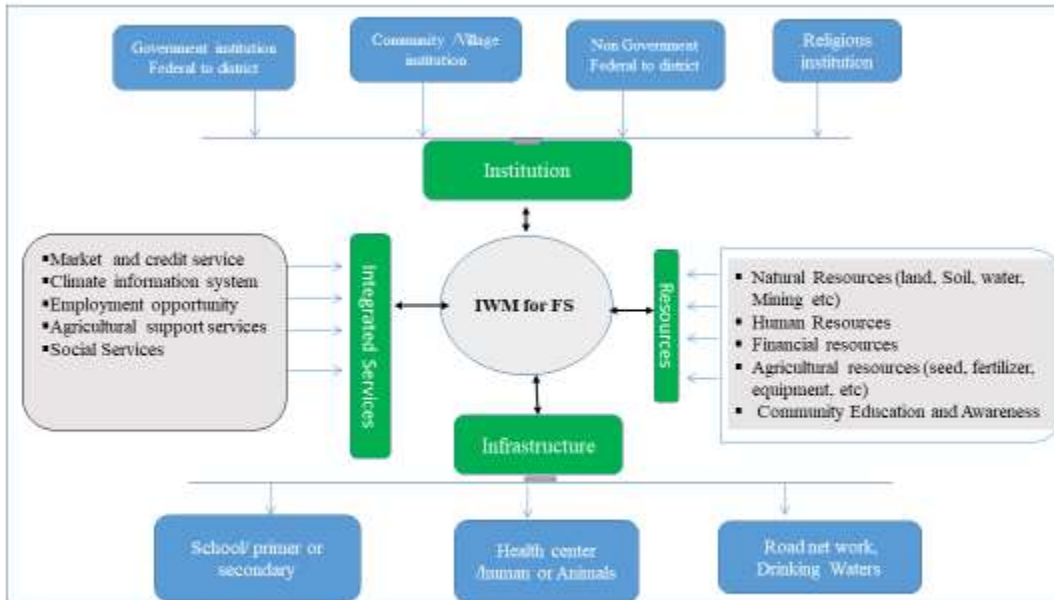 Government institution
Federal to district
Community /Village
institution
Non Government
Federal to district
Religious
institution
Institution
▪Market and credit service
▪Climate information system
▪Employment opportunity
▪Agricultural support services
▪Social Services
Integrated Services
IWM for FS
Resources
▪ Natural Resources (land, Soil, water,
Mining etc)
▪ Human Resources
▪ Financial resources
▪ Agricultural resources (seed, fertilizer,
equipment, etc)
▪ Community Education and Awareness
Infrastructure
School/ primer or
secondary
Health center
/human or Animals
Road net work,
Drinking Waters